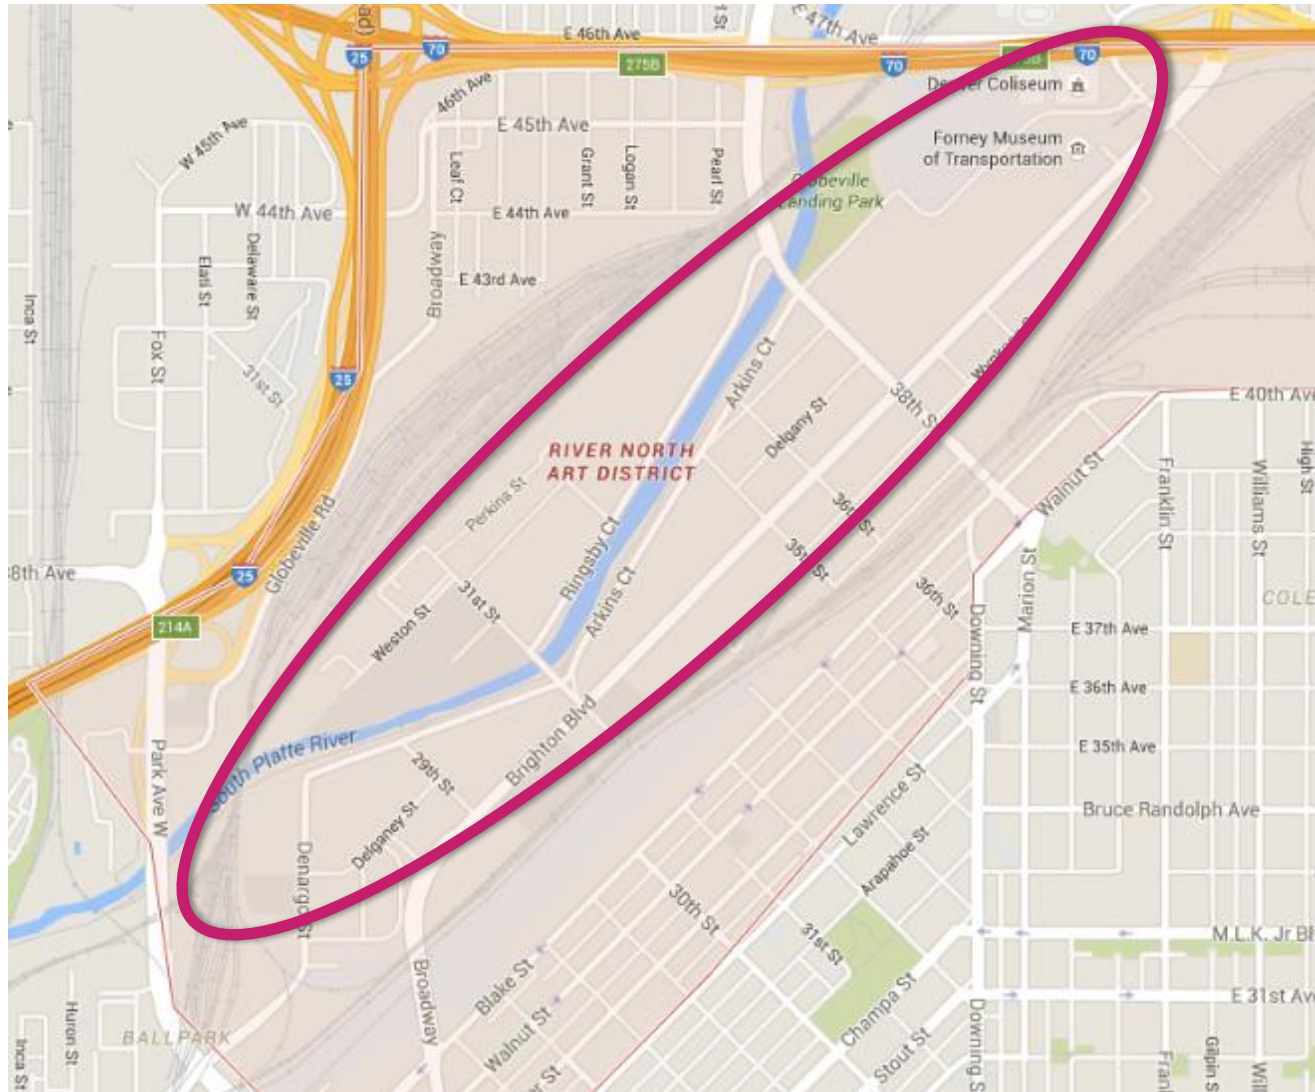 E 46th Ave
E 47th Ave
25
70
275B
70
70
46th Ave
E 45th Ave
W 45th Ave
Denver Coliseum
Forney Museum
of Transportation
Leaf Ct
Grant St
Logan St
Pearl St
Globeville
Landing Park
W 44th Ave
E 44th Ave
Broadway
E 43rd Ave
Delaware St
Elati St
Inca St
Fox St
31st St
25
Arkins Ct
38th St
E 40th Ave
Delgany St
RIVER NORTH
ART DISTRICT
Perkins St
Walnut St
Franklin St
Williams St
High St
36th St
35th St
Globeville Rd
Ringsby Ct
Arkins Ct
8th Ave
25
31st St
36th St
Marion St
COLE
214A
Weston St
Downing St
E 37th Ave
E 36th Ave
Brighton Blvd
South Platte River
Park Ave W
E 35th Ave
29th St
Lawrence St
Bruce Randolph Ave
Delganey St
Denargo St
Arapahoe St
30th St
31st St
M.L.K. Jr Bl
Broadway
Blake St
Champa St
E 31st Ave
Huron St
BALLPARK
Walnut St
Stout St
Downing S
Inca St
Gilpin S